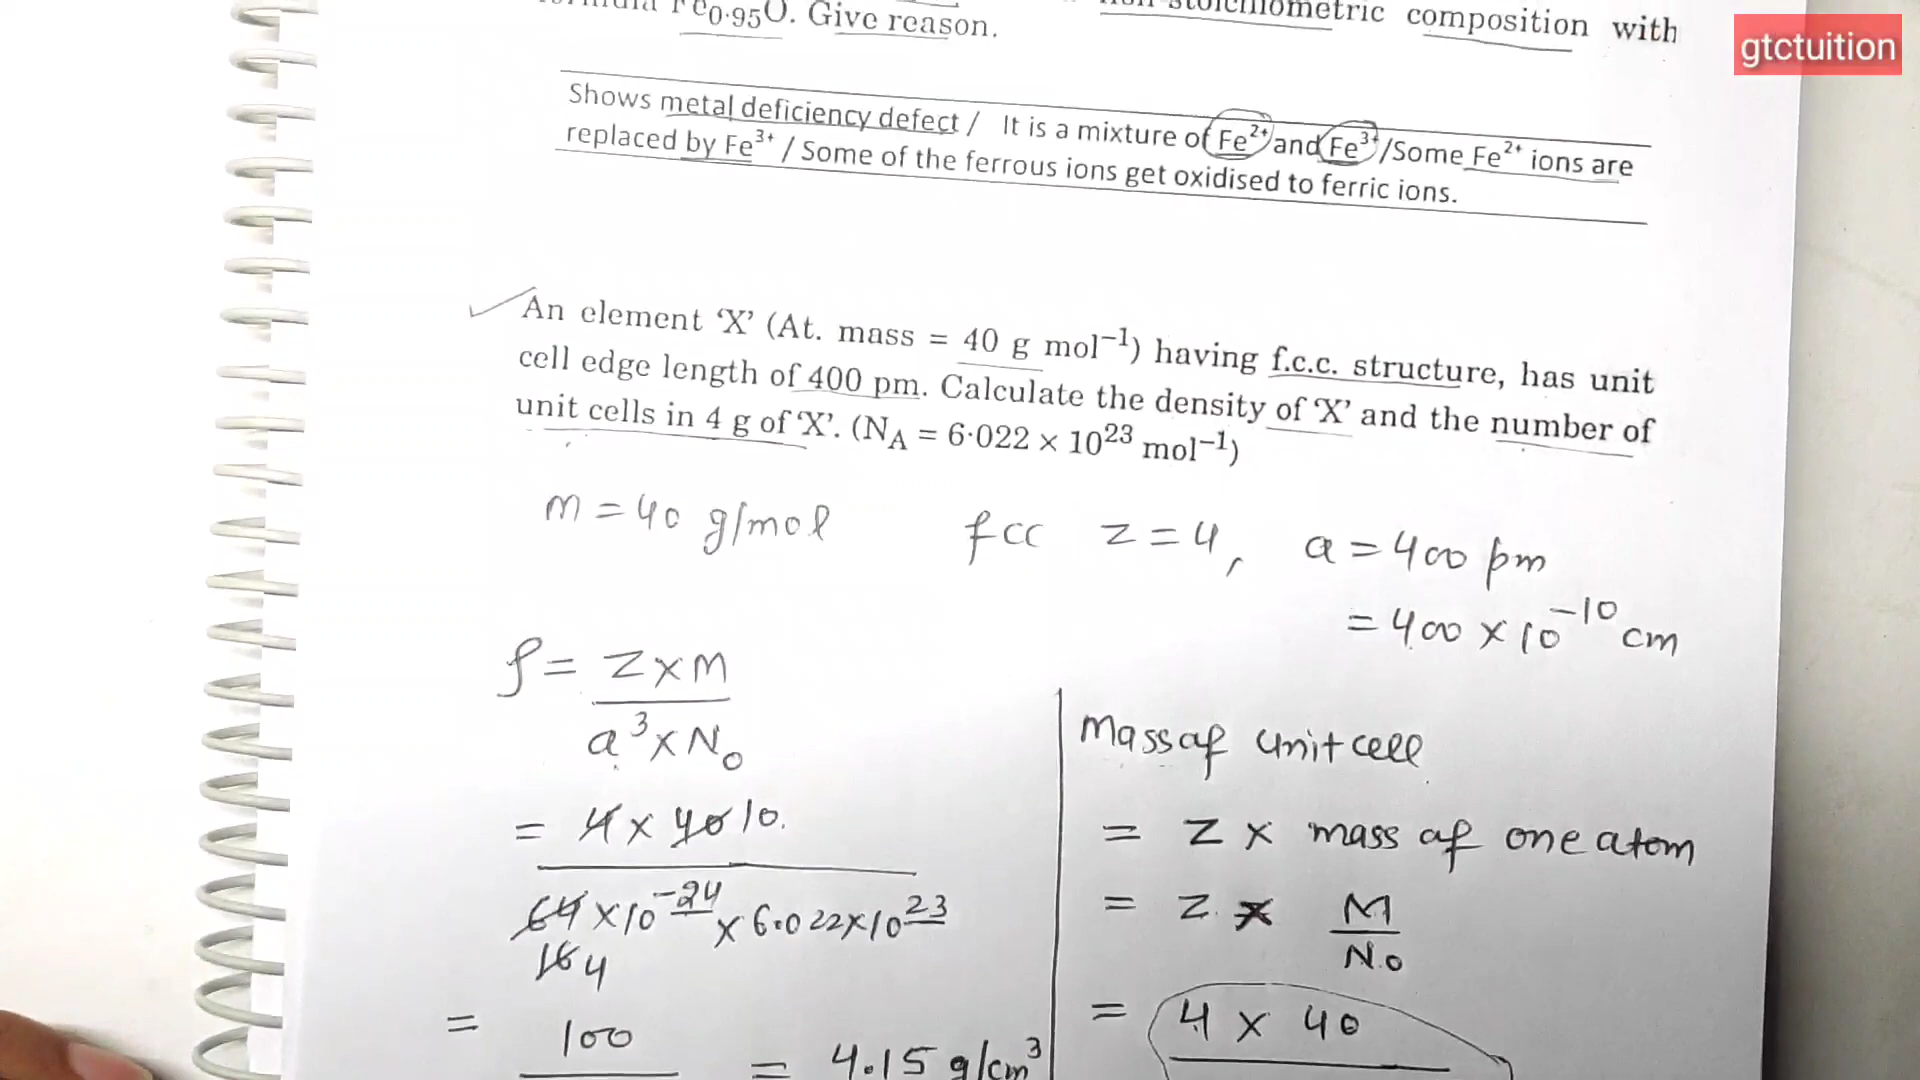 gtctuition
Fe0·95O. Give reason.
composition with
Shows metal deficiency defect / It is a mixture of Fe²⁺ and Fe³⁺/Some Fe²⁺ ions are
replaced by Fe³⁺ / Some of the ferrous ions get oxidised to ferric ions.
An element ‘X’ (At. mass = 40 g mol⁻¹) having f.c.c. structure, has unit
cell edge length of 400 pm. Calculate the density of ‘X’ and the number of
unit cells in 4 g of ‘X’. (NA = 6·022 × 10²³ mol⁻¹)
m = 40 g/mol fcc z = 4, a = 400 pm
= 400 × 10⁻¹⁰ cm
ρ = Z × M
a³ × N₀
= 4 × 40 10.
64 × 10⁻²⁴ × 6.022 × 10²³
16 4
= 100 = 4.15 g/cm³
Mass of unit cell
= Z × mass of one atom
= Z × M
N₀
= 4 × 40